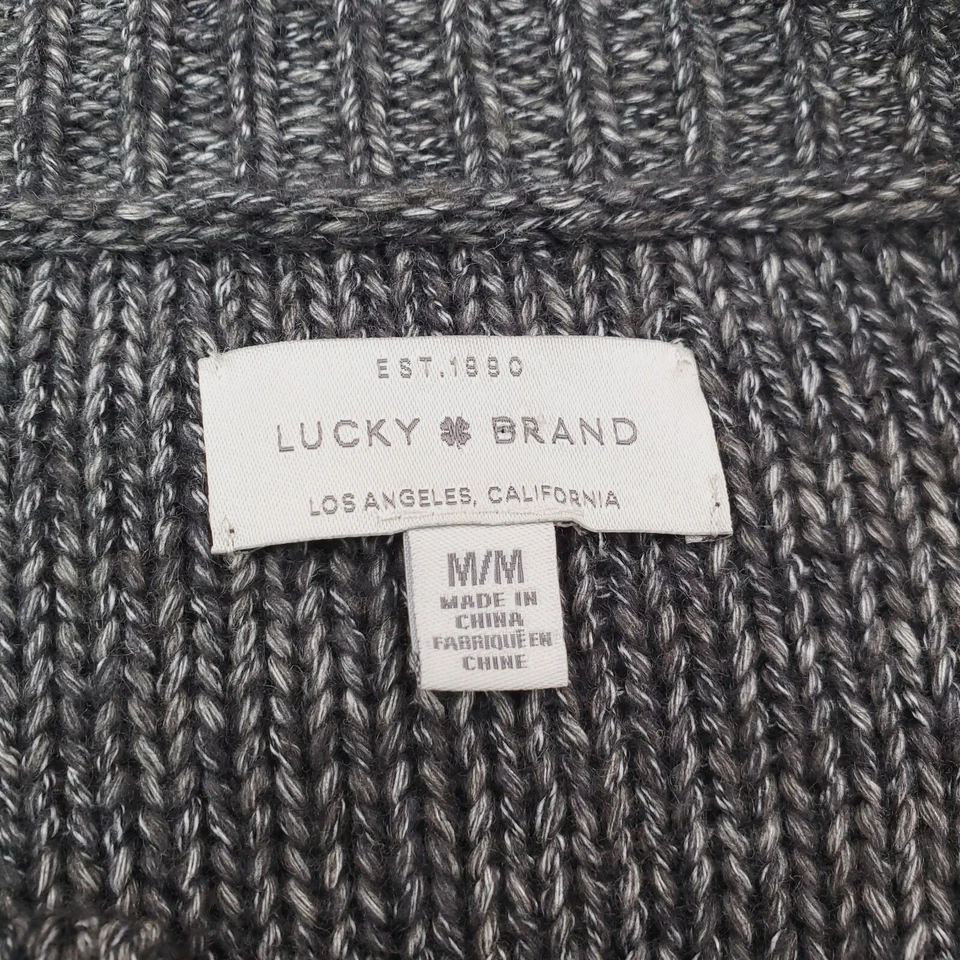 EST.1990
LUCKY BRAND
LOS ANGELES, CALIFORNIA
M/M
MADE IN
CHINA
FABRIQUÉ EN
CHINE